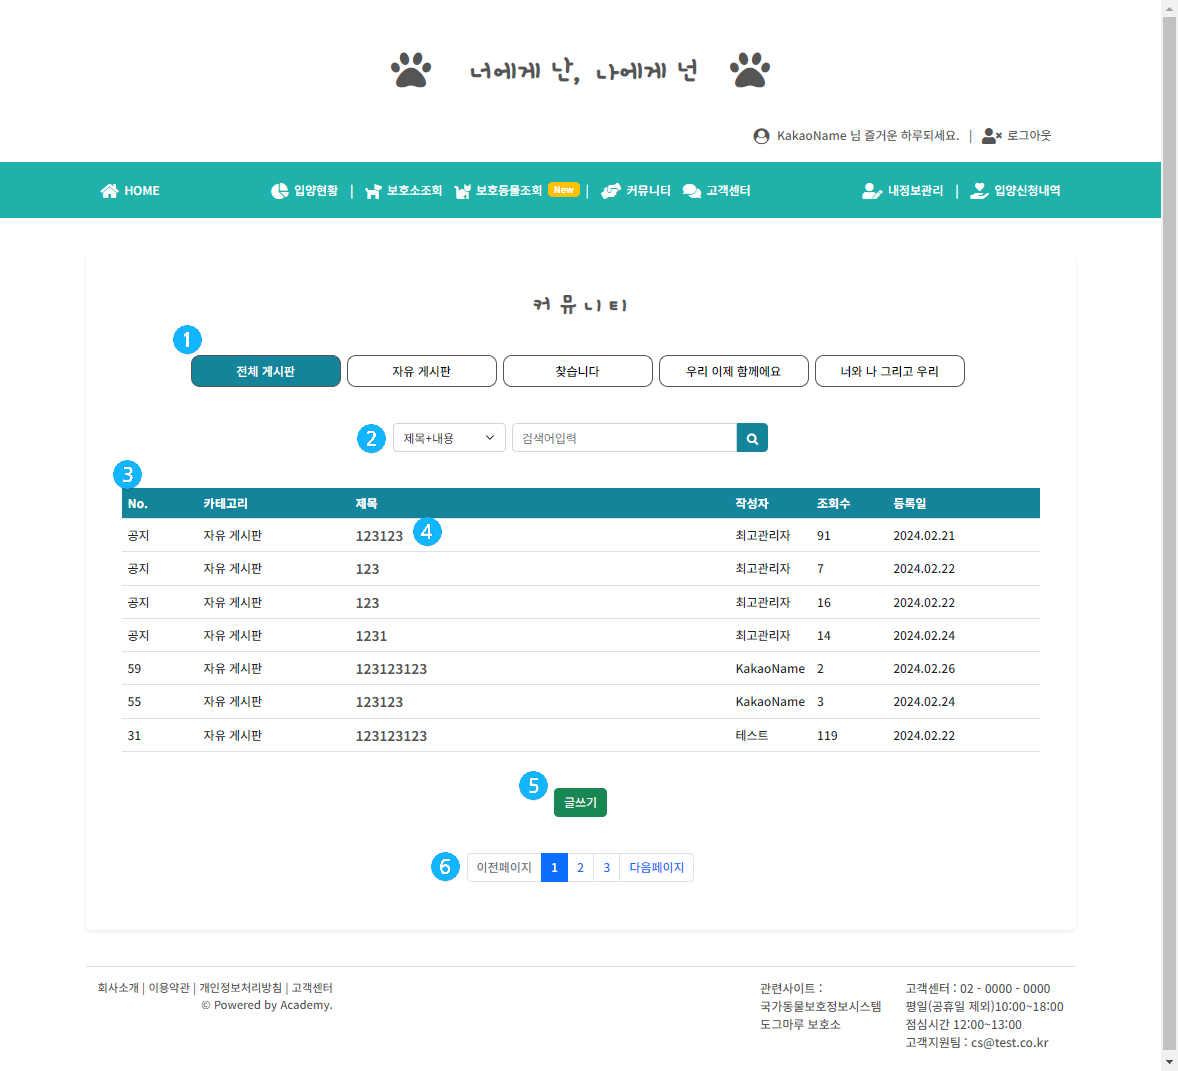 너에게 난, 나에게 넌
KakaoName 님 즐거운 하루되세요. | 로그아웃
HOME 입양현황 | 보호소조회 보호동물조회 New | 커뮤니티 고객센터 내정보관리 | 입양신청내역
커뮤니티
1
전체 게시판 자유 게시판 찾습니다 우리 이제 함께에요 너와 나 그리고 우리
2 제목+내용 검색어입력
3
No. 카테고리 제목 작성자 조회수 등록일
공지 자유 게시판 123123 4 최고관리자 91 2024.02.21
공지 자유 게시판 123 최고관리자 7 2024.02.22
공지 자유 게시판 123 최고관리자 16 2024.02.22
공지 자유 게시판 1231 최고관리자 14 2024.02.24
59 자유 게시판 123123123 KakaoName 2 2024.02.26
55 자유 게시판 123123 KakaoName 3 2024.02.24
31 자유 게시판 123123123 테스트 119 2024.02.22
5
글쓰기
6 이전페이지 1 2 3 다음페이지
회사소개 | 이용약관 | 개인정보처리방침 | 고객센터
© Powered by Academy.
관련사이트 :
국가동물보호정보시스템
도그마루 보호소
고객센터 : 02 - 0000 - 0000
평일(공휴일 제외)10:00~18:00
점심시간 12:00~13:00
고객지원팀 : cs@test.co.kr